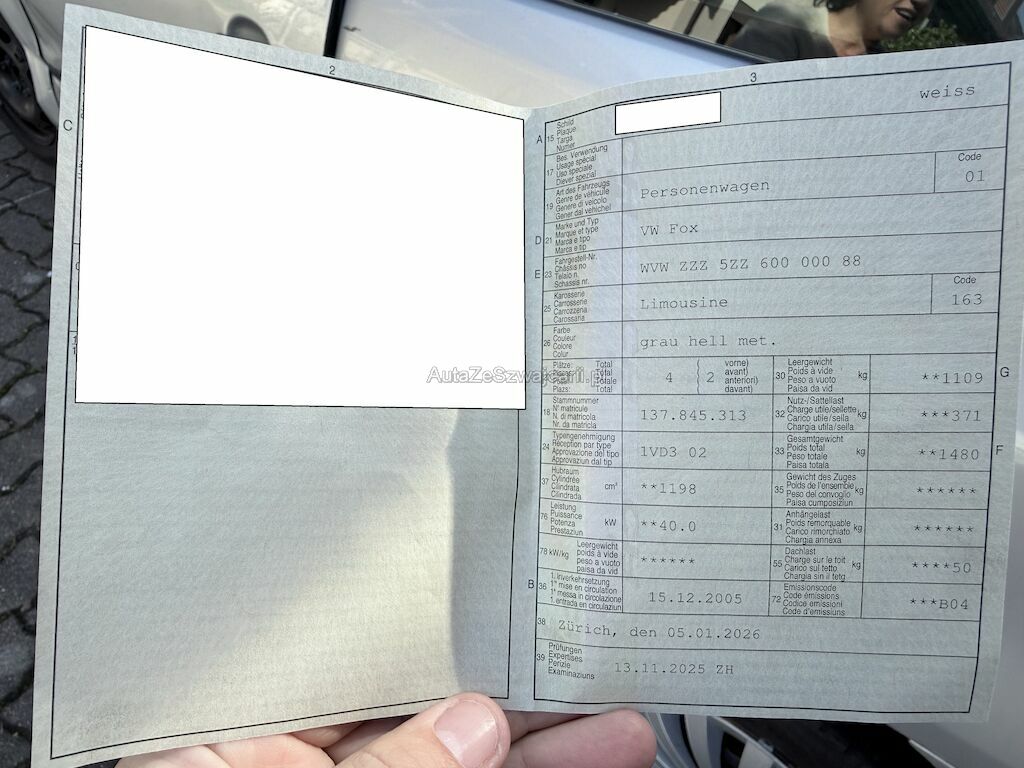 2
C
3
weiss
A 15 Schild
Plaque
Targa
Numer
17 Bes. Verwendung
Usage spécial
Uso speciale
Diever spezial
19 Art des Fahrzeugs
Genre de véhicule
Genere di veicolo
Gener dal vehichel
Personenwagen
Code
01
D 21 Marke und Typ
Marque et type
Marca e tipo
Marca e tip
VW Fox
E 23 Fahrgestell-Nr.
Châssis no
Telaio n.
Schassis nr.
WVW ZZZ 5ZZ 600 000 88
25 Karosserie
Carrosserie
Carrozzeria
Carossaria
Limousine
Code
163
26 Farbe
Couleur
Colore
Colur
grau hell met.
Plätze: Total
Total
Totale
Plazs: Totale
4 ( 2 vorne)
avant)
anteriori)
davant)
30 Leergewicht
Poids à vide
Peso a vuoto
Paisa da vid
kg
**1109
G
AutaZeSzwajcarii.pl
18 Stammnummer
N° matricule
N. di matricola
Nr. da matricla
137.845.313
32 Nutz-/Sattellast
Charge utile/sellette
Carico utile/sella
Chargia utila/sella
kg
***371
24 Typengenehmigung
Réception par type
Approvazione del tipo
Approvaziun dal tip
1VD3 02
33 Gesamtgewicht
Poids total
Peso totale
Paisa totala
kg
**1480
F
37 Hubraum
Cylindrée
Cilindrata
Cilindrada
cm³
**1198
35 Gewicht des Zuges
Poids de l'ensemble
Peso del convoglio
Paisa cumposiziun
kg
******
76 Leistung
Puissance
Potenza
Prestaziun
kW
**40.0
31 Anhängelast
Poids remorquable
Carico rimorchiato
Chargia annexa
kg
******
78 kW/kg Leergewicht
poids à vide
peso a vuoto
paisa da vid
******
55 Dachlast
Charge sur le toit
Carico sul tetto
Chargia sin il tetg
kg
****50
B 36 1. Inverkehrsetzung
1re mise en circulation
1a messa in circolazione
1. entrada en circulaziun
15.12.2005
72 Emissionscode
Code émissions
Codice emissioni
Code d'emissiuns
***B04
38 Zürich, den 05.01.2026
39 Prüfungen
Expertises
Perizie
Examinaziuns
13.11.2025 ZH